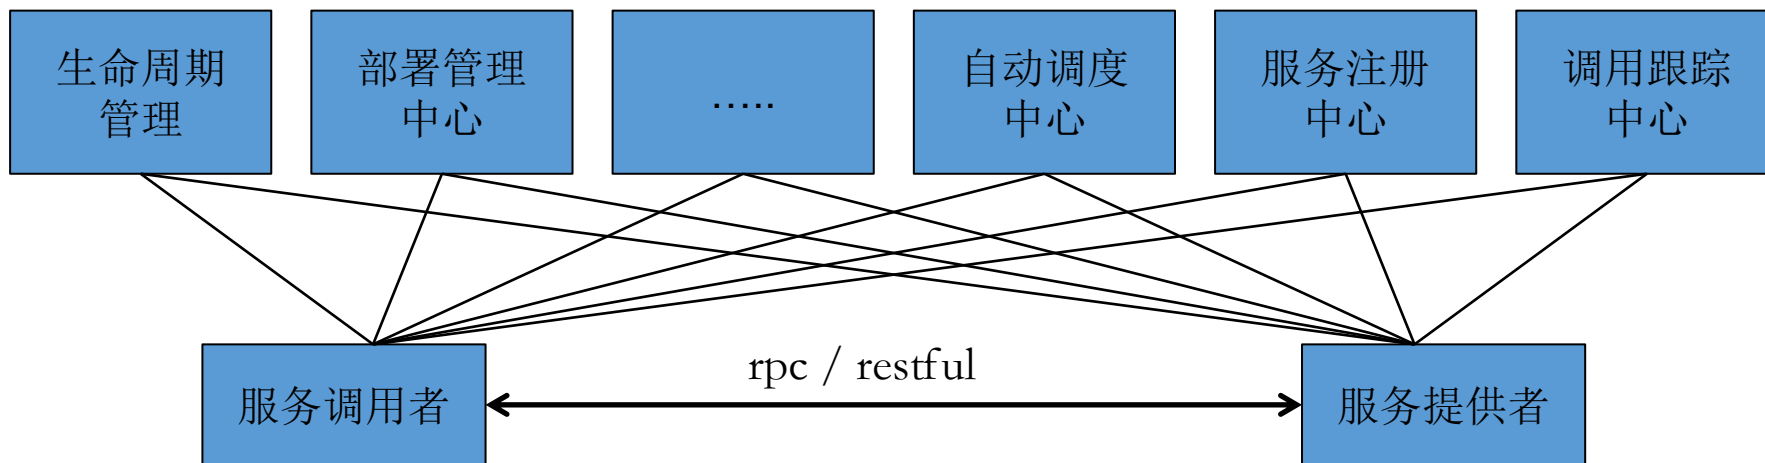 生命周期
管理
部署管理
中心
.....
自动调度
中心
服务注册
中心
调用跟踪
中心
rpc / restful
服务调用者
服务提供者